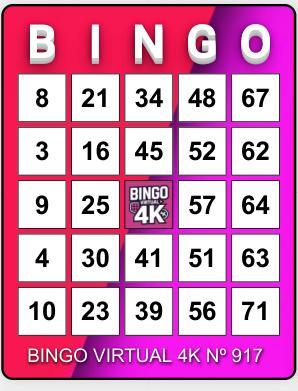 BINGO
8 21 34 48 67
3 16 45 52 62
9 25 BINGO VIRTUAL 4K 57 64
4 30 41 51 63
10 23 39 56 71
BINGO VIRTUAL 4K Nº 917